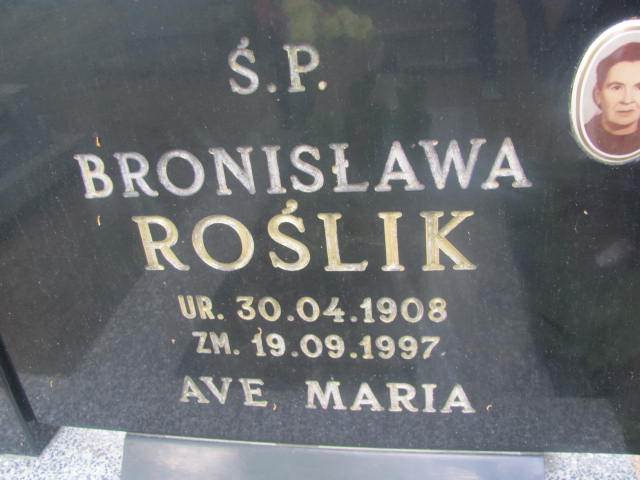 Ś.P.
BRONISŁAWA
ROŚLIK
UR. 30.04.1908
ZM. 19.09.1997
AVE MARIA